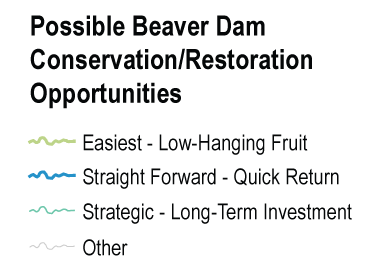 Possible Beaver Dam
Conservation/Restoration
Opportunities
Easiest - Low-Hanging Fruit
Straight Forward - Quick Return
Strategic - Long-Term Investment
Other